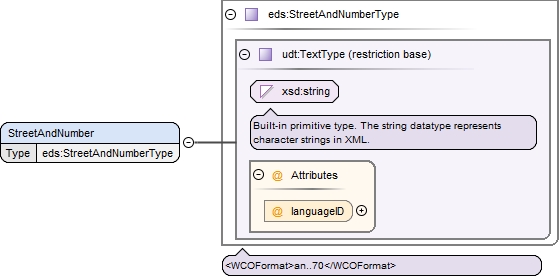 eds:StreetAndNumberType
udt:TextType (restriction base)
xsd:string
Built-in primitive type. The string datatype represents
character strings in XML.
StreetAndNumber
Type eds:StreetAndNumberType
@ Attributes
@ languageID
<WCOFormat>an..70</WCOFormat>